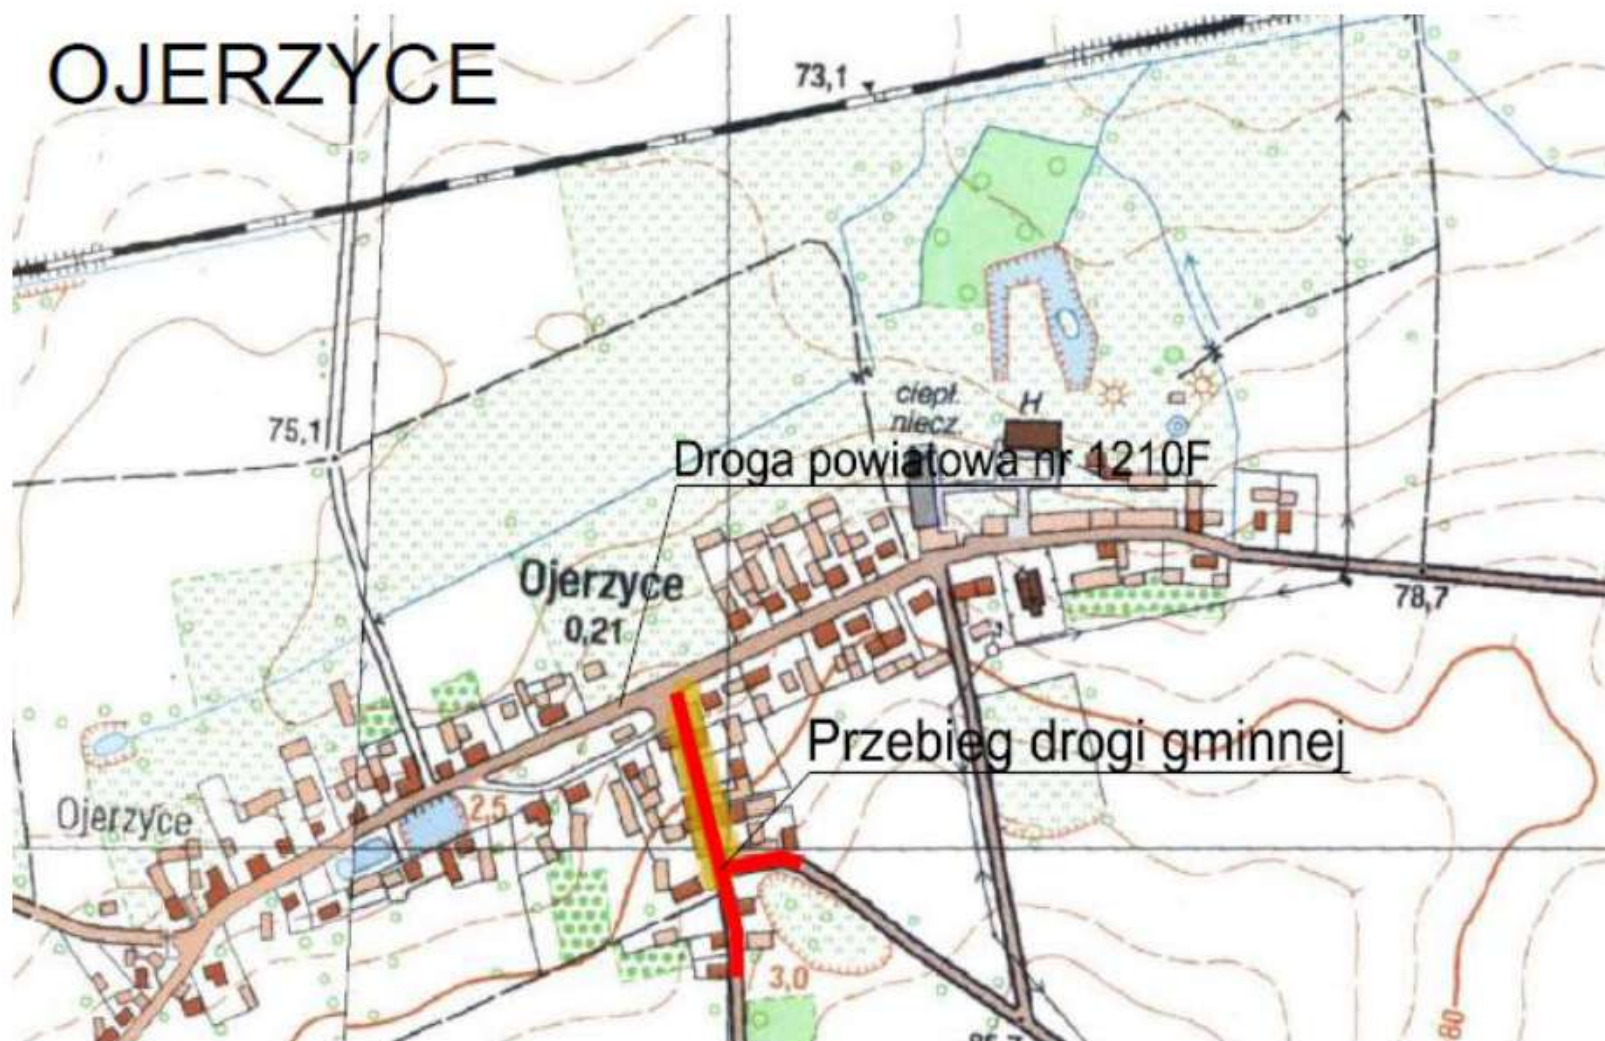 OJERZYCE
73,1
75,1
ciepł.
niecz.
H
Droga powiatowa nr 1210F
Ojerzyce
0,21
78,7
Przebieg drogi gminnej
2,5
Ojerzyce
3,0
80